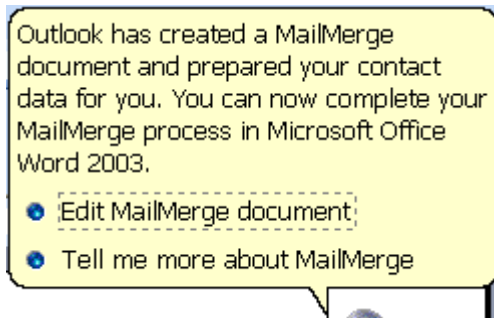 Outlook has created a MailMerge
document and prepared your contact
data for you. You can now complete your
MailMerge process in Microsoft Office
Word 2003.
Edit MailMerge document
Tell me more about MailMerge